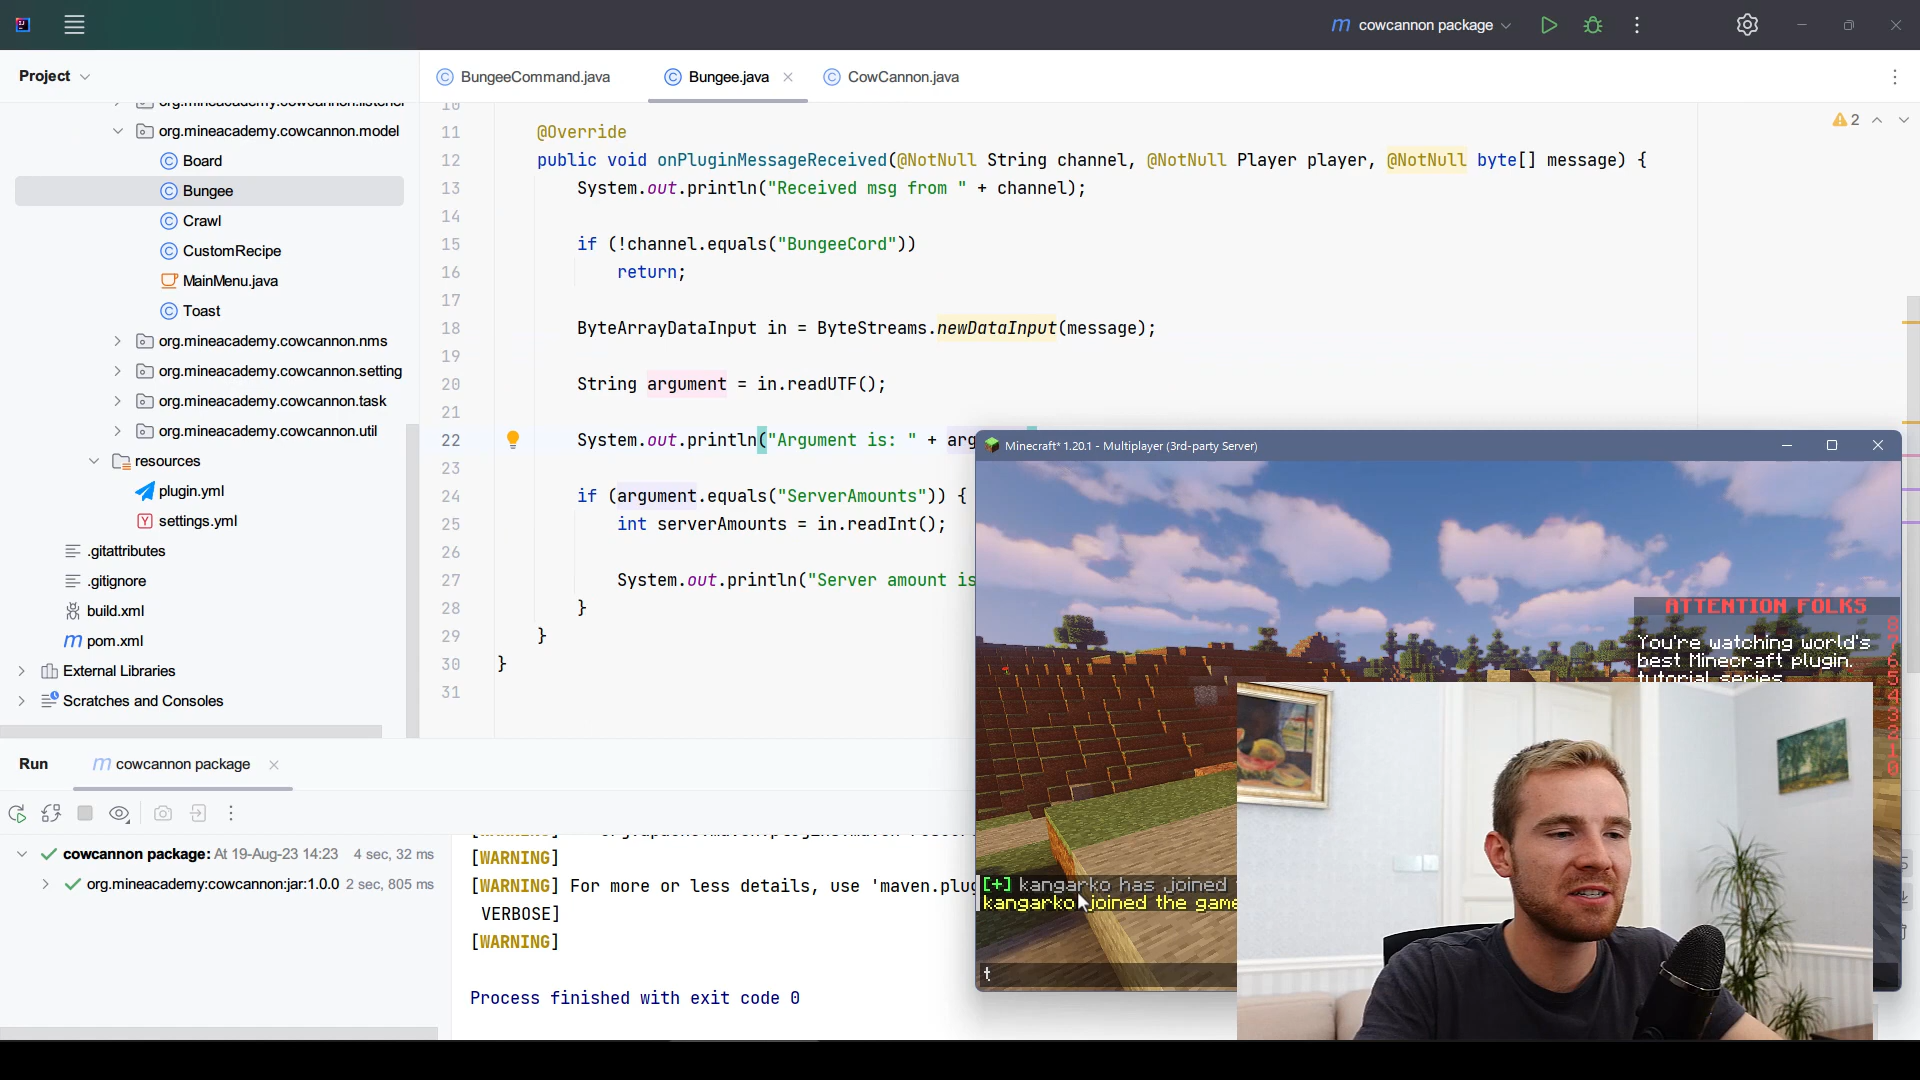 cowcannon package
Project
BungeeCommand.java
Bungee.java
CowCannon.java
org.mineacademy.cowcannon.listener
org.mineacademy.cowcannon.model
Board
Bungee
Crawl
CustomRecipe
MainMenu.java
Toast
org.mineacademy.cowcannon.nms
org.mineacademy.cowcannon.setting
org.mineacademy.cowcannon.task
org.mineacademy.cowcannon.util
resources
plugin.yml
settings.yml
.gitattributes
.gitignore
build.xml
pom.xml
External Libraries
Scratches and Consoles
2
10
11 @Override
12 public void onPluginMessageReceived(@NotNull String channel, @NotNull Player player, @NotNull byte[] message) {
13 System.out.println("Received msg from " + channel);
14
15 if (!channel.equals("BungeeCord"))
16 return;
17
18 ByteArrayDataInput in = ByteStreams.newDataInput(message);
19
20 String argument = in.readUTF();
21
22 System.out.println("Argument is: " + arg
23
24 if (argument.equals("ServerAmounts")) {
25 int serverAmounts = in.readInt();
26
27 System.out.println("Server amount is
28 }
29 }
30 }
31
Minecraft* 1.20.1 - Multiplayer (3rd-party Server)
ATTENTION FOLKS
You're watching world's
best Minecraft plugin.
tutorial series
[+] kangarko has joined
kangarko joined the game
t
Run
cowcannon package
cowcannon package: At 19-Aug-23 14:23 4 sec, 32 ms
org.mineacademy:cowcannon:jar:1.0.0 2 sec, 805 ms
[WARNING]
[WARNING] For more or less details, use 'maven.plug
VERBOSE]
[WARNING]
Process finished with exit code 0